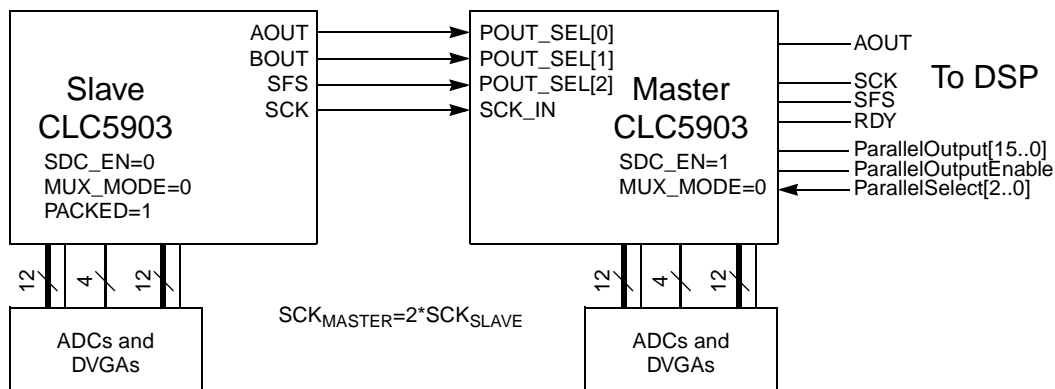 AOUT
BOUT
SFS
SCK
Slave
CLC5903
SDC_EN=0
MUX_MODE=0
PACKED=1
POUT_SEL[0]
POUT_SEL[1]
POUT_SEL[2]
SCK_IN
Master
CLC5903
SDC_EN=1
MUX_MODE=0
AOUT
SCK
SFS
RDY
To DSP
ParallelOutput[15..0]
ParallelOutputEnable
ParallelSelect[2..0]
12
4
12
12
4
12
SCKMASTER=2*SCKSLAVE
ADCs and
DVGAs
ADCs and
DVGAs